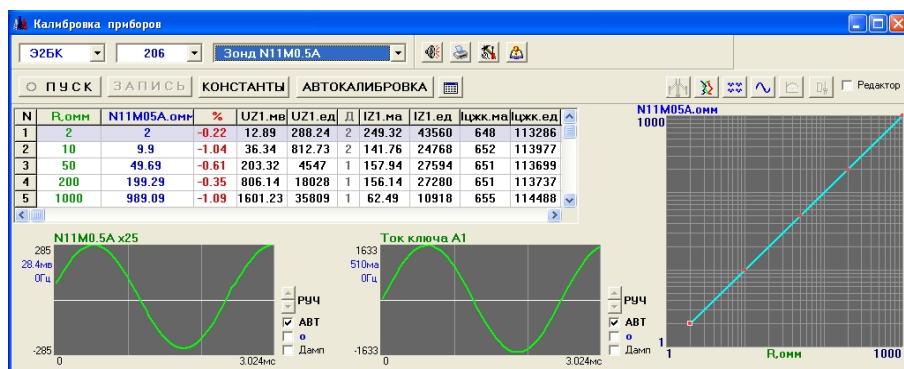 Калибровка приборов
Э2БК 206 Зонд N11M0.5A
ПУСК ЗАПИСЬ КОНСТАНТЫ АВТОКАЛИБРОВКА Редактор
N R,омм N11M05A.омм % UZ1.мв UZ1.ед Д IZ1.ма IZ1.ед Iцжк.ма Iцжк.ед
1 2 2 -0.22 12.89 288.24 2 249.32 43560 648 113286
2 10 9.9 -1.04 36.34 812.73 2 141.76 24768 652 113977
3 50 49.69 -0.61 203.32 4547 1 157.94 27594 651 113699
4 200 199.29 -0.35 806.14 18028 1 156.14 27280 651 113737
5 1000 989.09 -1.09 1601.23 35809 1 62.49 10918 655 114488
N11M0.5A x25
285
28.4мв
0Гц
-285
0 3.024мс
РУЧ
АВТ
о
Дамп
Ток ключа А1
1633
510ма
0Гц
-1633
0 3.024мс
РУЧ
АВТ
о
Дамп
N11M05A.омм
1000
1
1 R,омм 1000